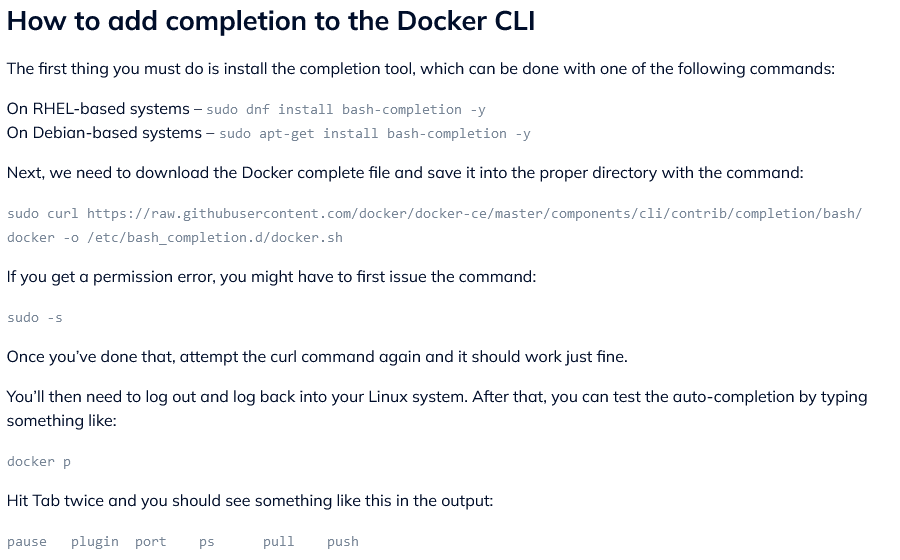 How to add completion to the Docker CLI
The first thing you must do is install the completion tool, which can be done with one of the following commands:
On RHEL-based systems – sudo dnf install bash-completion -y
On Debian-based systems – sudo apt-get install bash-completion -y
Next, we need to download the Docker complete file and save it into the proper directory with the command:
sudo curl https://raw.githubusercontent.com/docker/docker-ce/master/components/cli/contrib/completion/bash/
docker -o /etc/bash_completion.d/docker.sh
If you get a permission error, you might have to first issue the command:
sudo -s
Once you’ve done that, attempt the curl command again and it should work just fine.
You’ll then need to log out and log back into your Linux system. After that, you can test the auto-completion by typing
something like:
docker p
Hit Tab twice and you should see something like this in the output:
pause   plugin  port    ps      pull    push